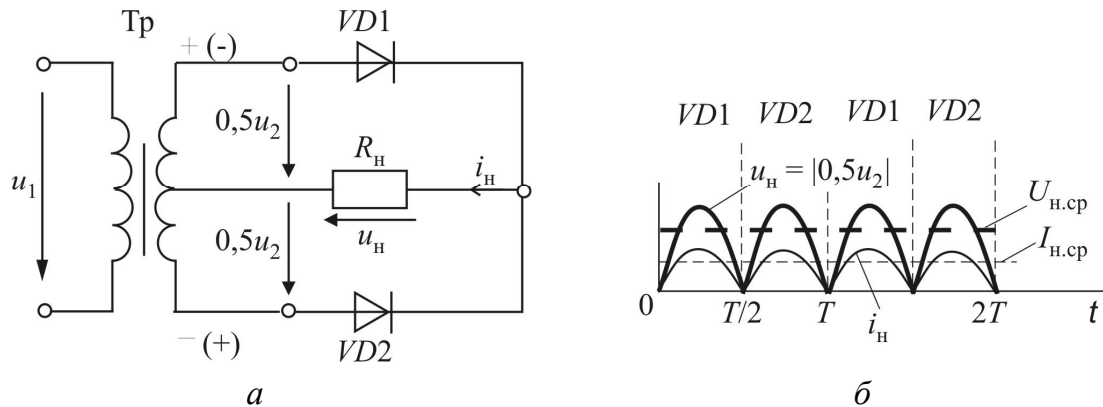 Тр
+ (-)
VD1
0,5u₂
Rн
iн
u₁
uн
0,5u₂
− (+)
VD2
а
VD1 VD2 VD1 VD2
uн = |0,5u₂|
Uн.ср
Iн.ср
0 T/2 T iн 2T t
б